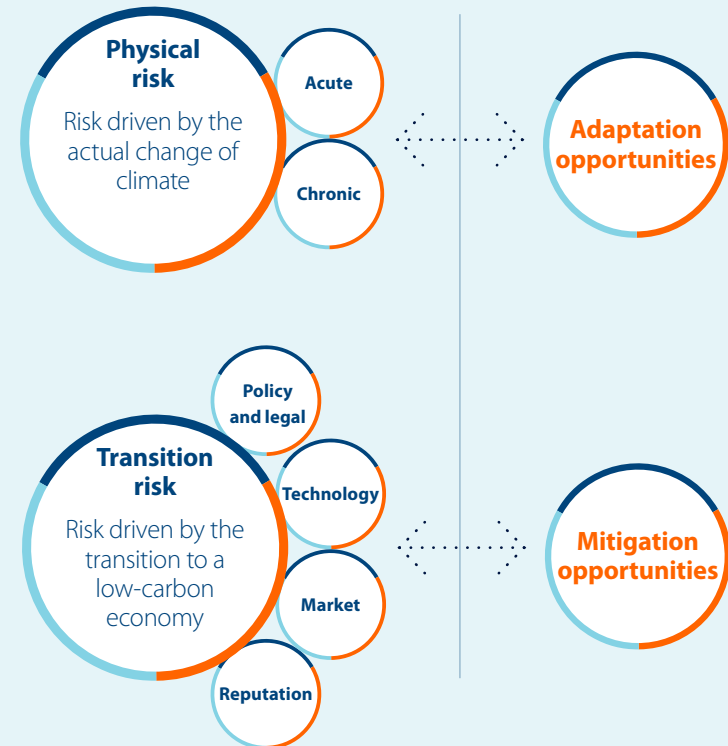 Physical
risk
Risk driven by the
actual change of
climate
Acute
Chronic
Adaptation
opportunities
Policy
and legal
Transition
risk
Risk driven by the
transition to a
low-carbon
economy
Technology
Market
Reputation
Mitigation
opportunities